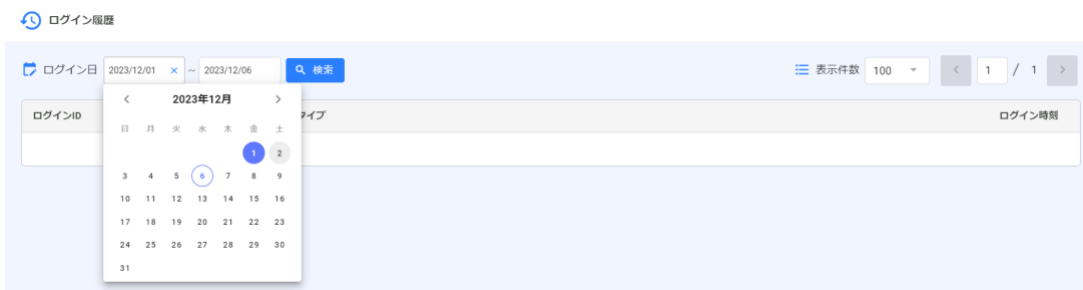 ログイン履歴
ログイン日 2023/12/01 × ~ 2023/12/06 検索 表示件数 100 < 1 / 1 >
< 2023年12月 >
ログインID タイプ ログイン時刻
日 月 火 水 木 金 土
1 2
3 4 5 6 7 8 9
10 11 12 13 14 15 16
17 18 19 20 21 22 23
24 25 26 27 28 29 30
31